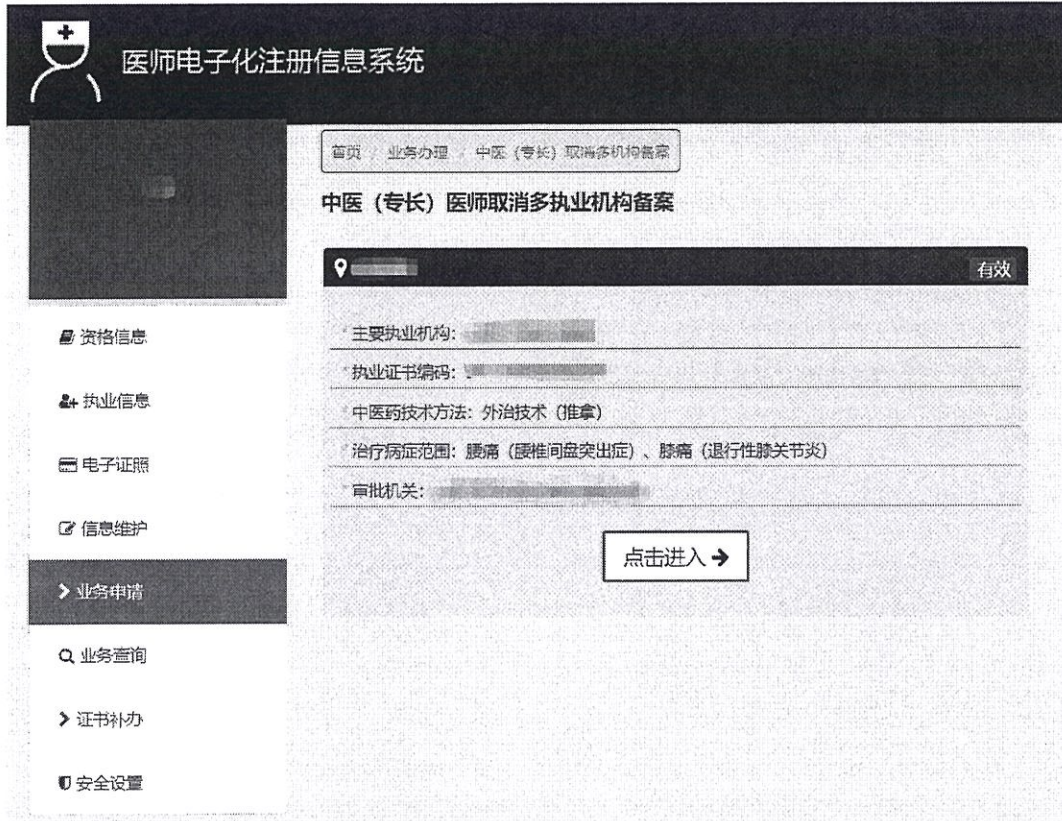 医师电子化注册信息系统
首页 / 业务办理 / 中医（专长）取消多机构备案
中医（专长）医师取消多执业机构备案
有效
资格信息
执业信息
电子证照
信息维护
业务申请
业务查询
证书补办
安全设置
*主要执业机构：
*执业证书编码：
*中医药技术方法：外治技术（推拿）
*治疗病症范围：腰痛（腰椎间盘突出症）、膝痛（退行性膝关节炎）
*审批机关：
点击进入